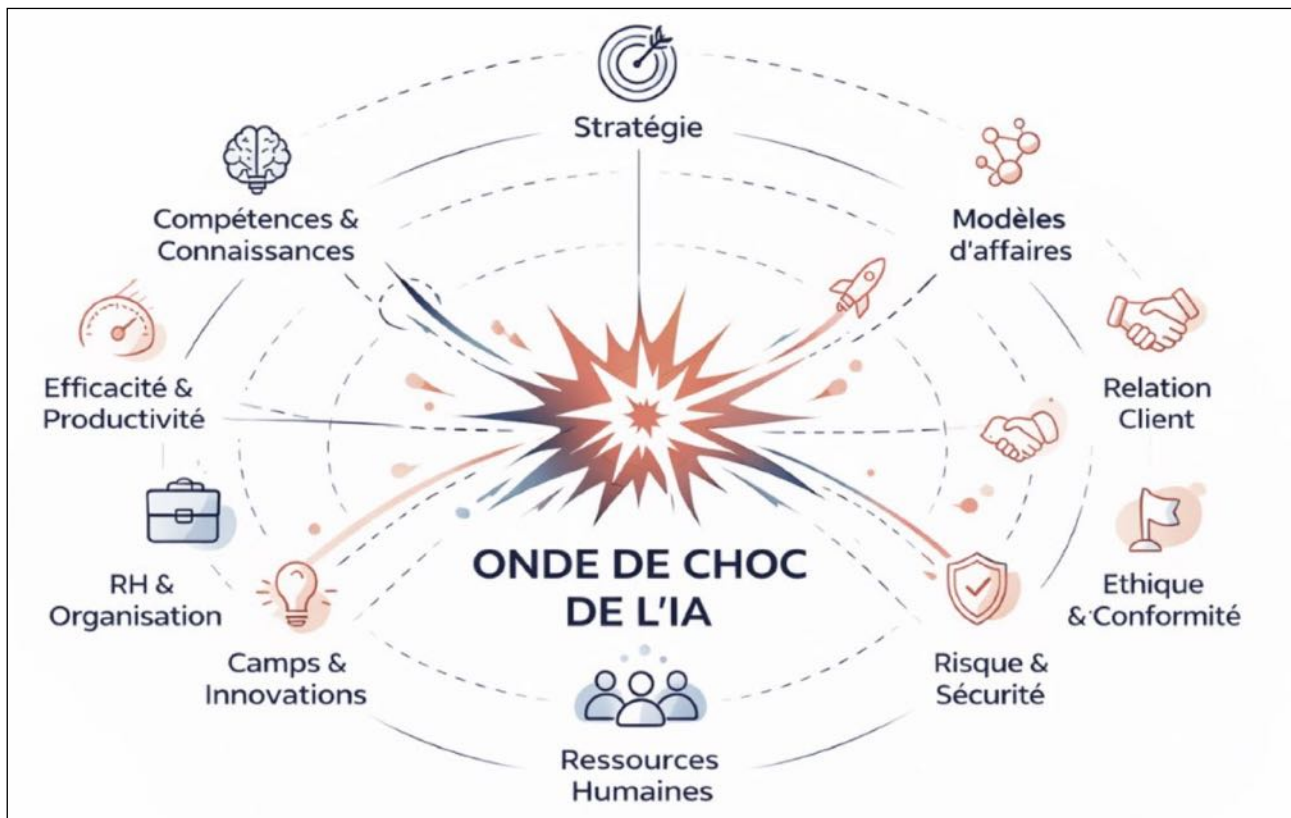 Stratégie
Compétences &
Connaissances
Modèles
d'affaires
Efficacité &
Productivité
Relation
Client
RH &
Organisation
ONDE DE CHOC
DE L'IA
Ethique
& Conformité
Camps &
Innovations
Risque &
Sécurité
Ressources
Humaines